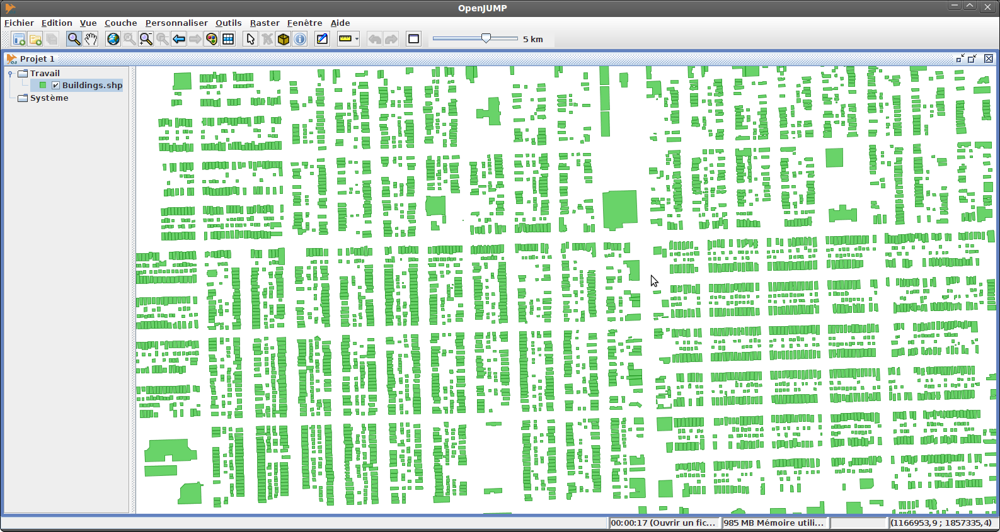 OpenJUMP
Fichier Edition Vue Couche Personnaliser Outils Raster Fenêtre Aide
5 km
Projet 1
Travail
Buildings.shp
Système
00:00:17 (Ouvrir un fic... 985 MB Mémoire utili... (1166953,9 ; 1857335,4)